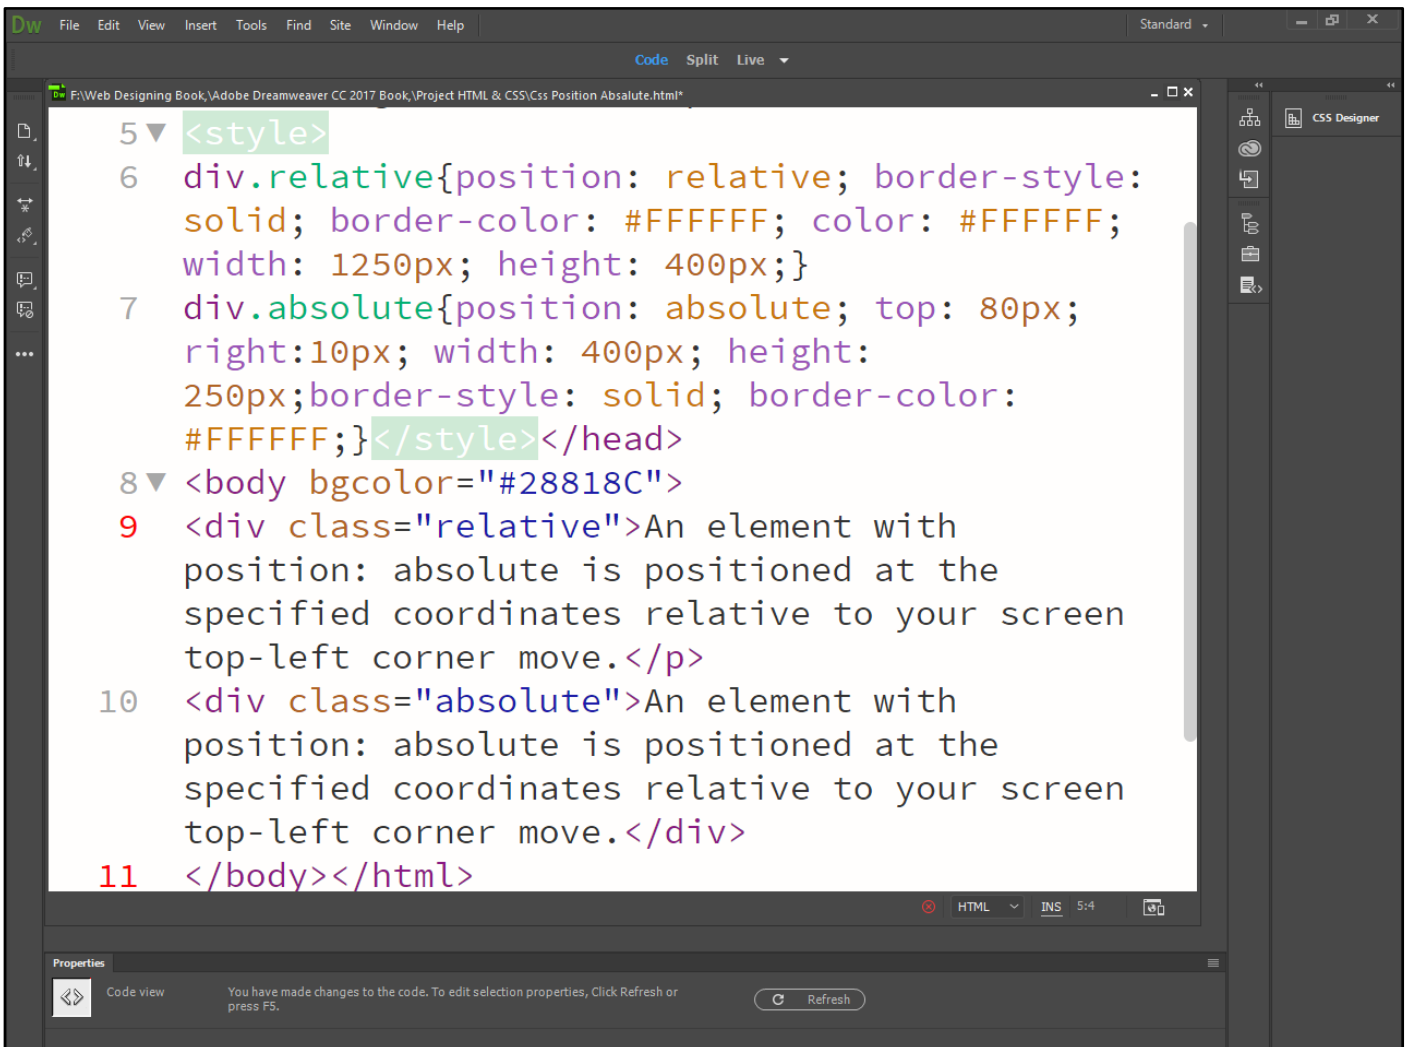 Dw File Edit View Insert Tools Find Site Window Help Standard
Code Split Live
F:\Web Designing Book,\Adobe Dreamweaver CC 2017 Book,\Project HTML & CSS\Css Position Absalute.html*
CSS Designer
5 <style>
6 div.relative{position: relative; border-style:
solid; border-color: #FFFFFF; color: #FFFFFF;
width: 1250px; height: 400px;}
7 div.absolute{position: absolute; top: 80px;
right:10px; width: 400px; height:
250px;border-style: solid; border-color:
#FFFFFF;}</style></head>
8 <body bgcolor="#28818C">
9 <div class="relative">An element with
position: absolute is positioned at the
specified coordinates relative to your screen
top-left corner move.</p>
10 <div class="absolute">An element with
position: absolute is positioned at the
specified coordinates relative to your screen
top-left corner move.</div>
11 </body></html>
HTML INS 5:4
Properties
Code view You have made changes to the code. To edit selection properties, Click Refresh or
press F5.
Refresh